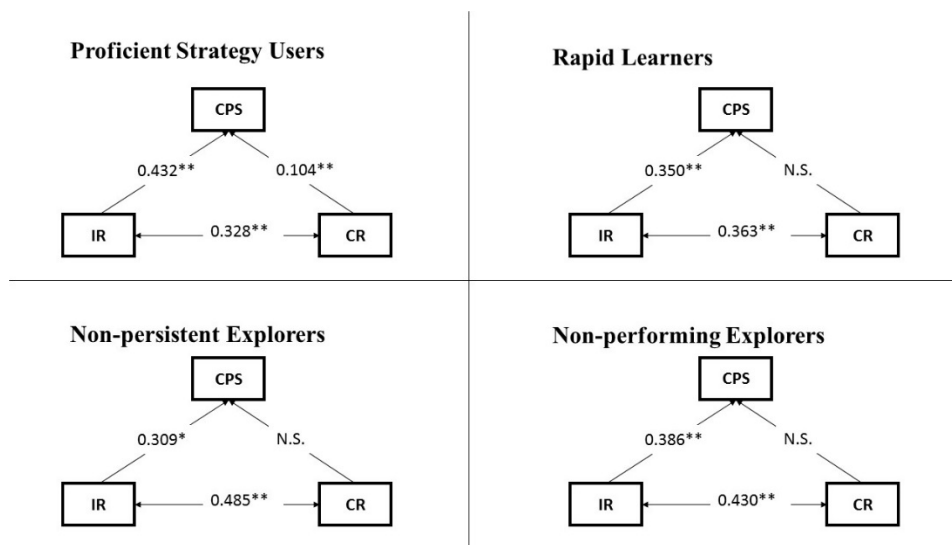 Proficient Strategy Users
CPS
0.432**
0.104**
IR
0.328**
CR
Rapid Learners
CPS
0.350**
N.S.
IR
0.363**
CR
Non-persistent Explorers
CPS
0.309*
N.S.
IR
0.485**
CR
Non-performing Explorers
CPS
0.386**
N.S.
IR
0.430**
CR